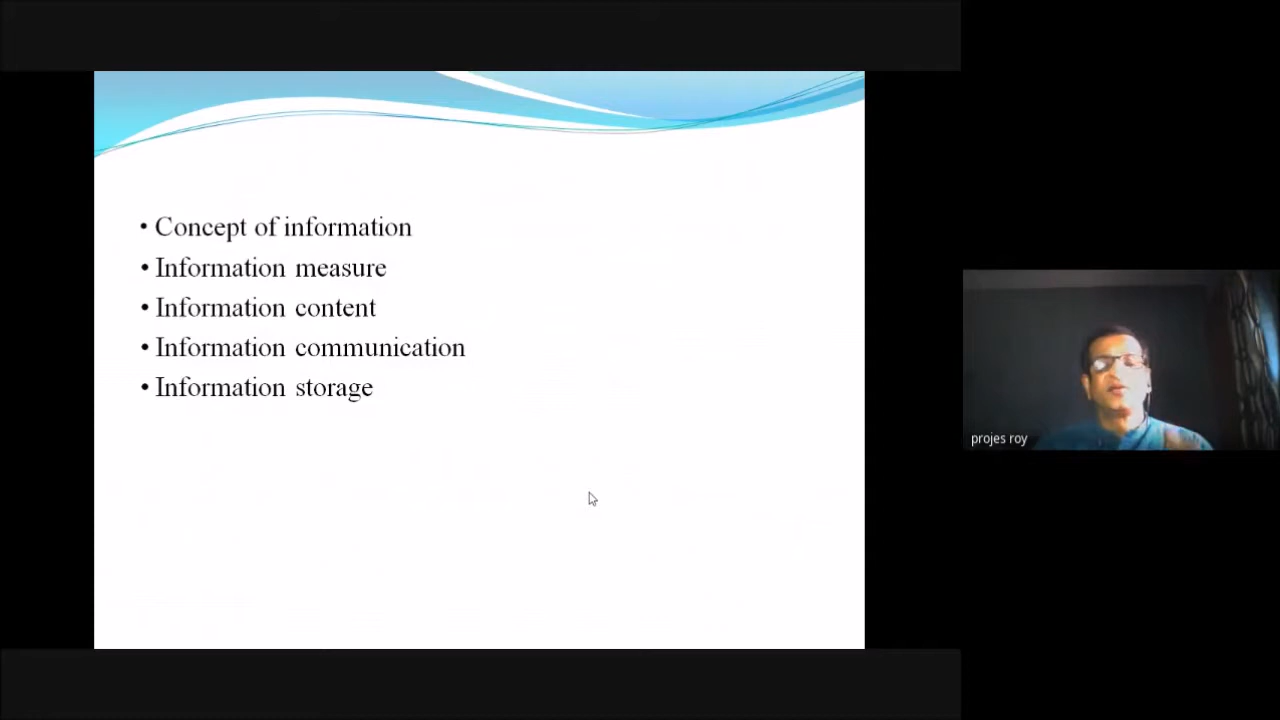 • Concept of information
• Information measure
• Information content
• Information communication
• Information storage
projes roy